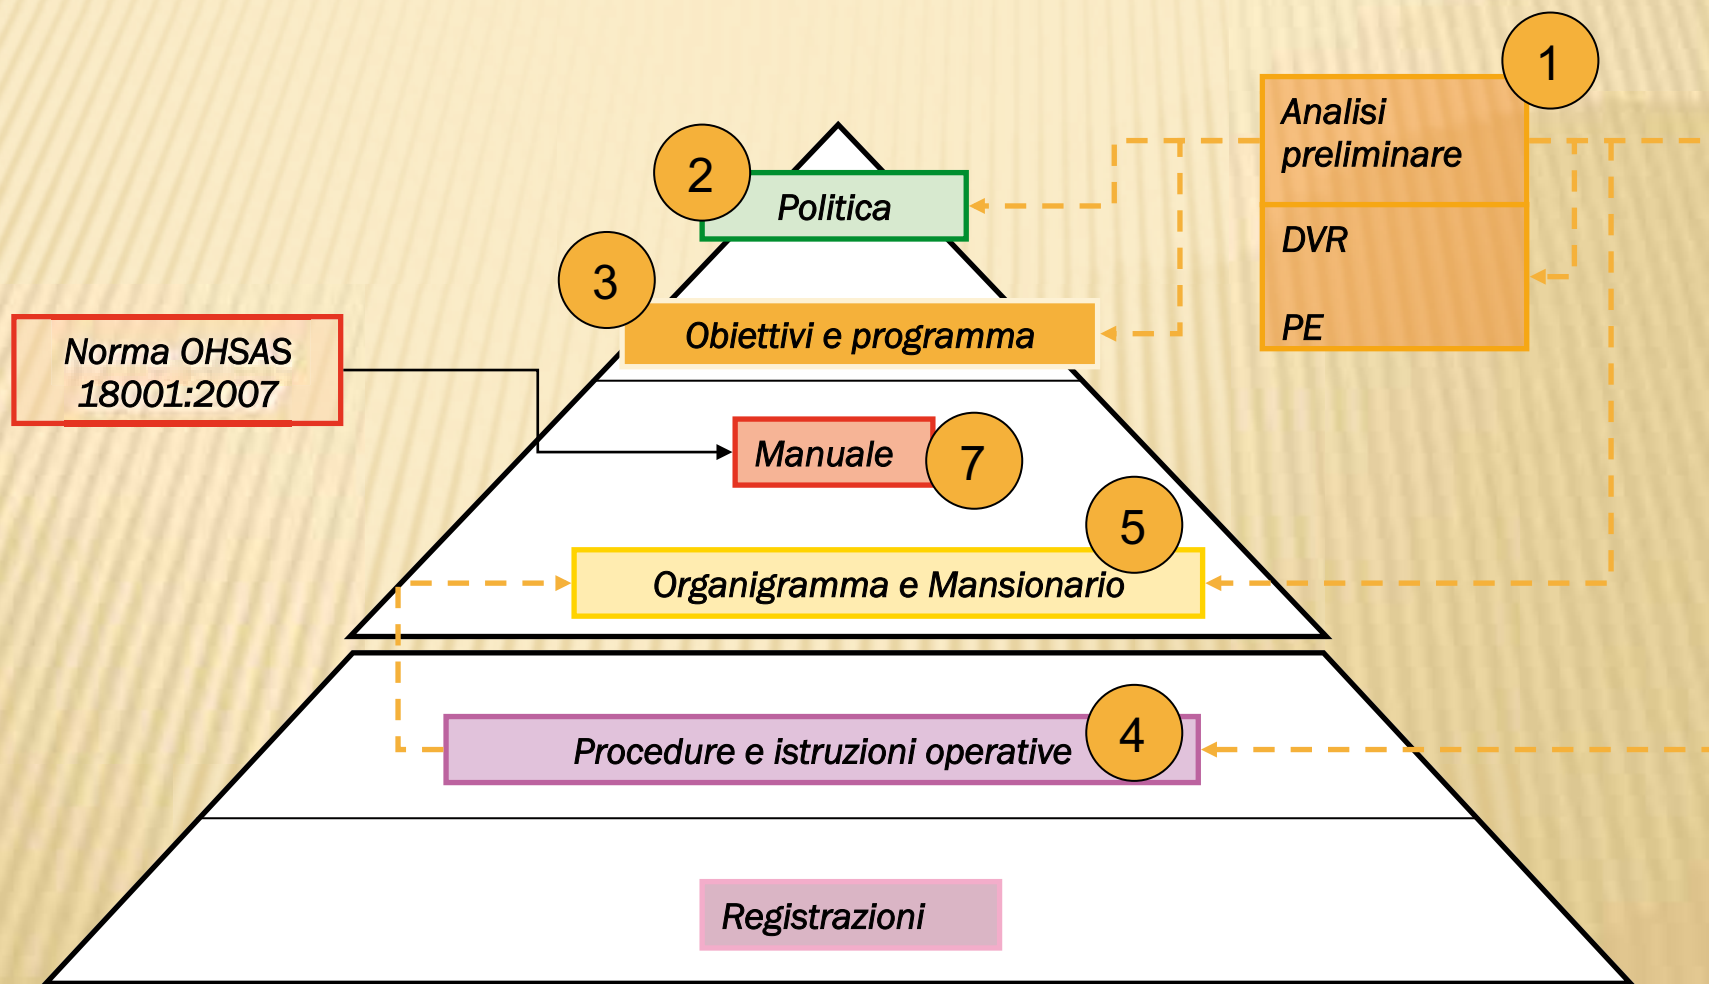 1
Analisi
preliminare
2
Politica
DVR
3
PE
Obiettivi e programma
Norma OHSAS
18001:2007
Manuale
7
5
Organigramma e Mansionario
4
Procedure e istruzioni operative
Registrazioni